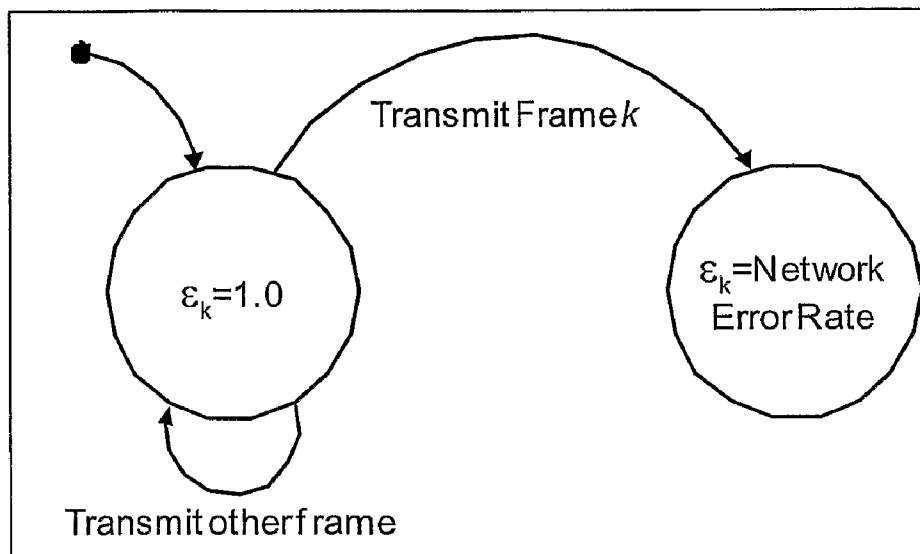 Transmit Frame k
εk=1.0
εk=Network
Error Rate
Transmit other frame